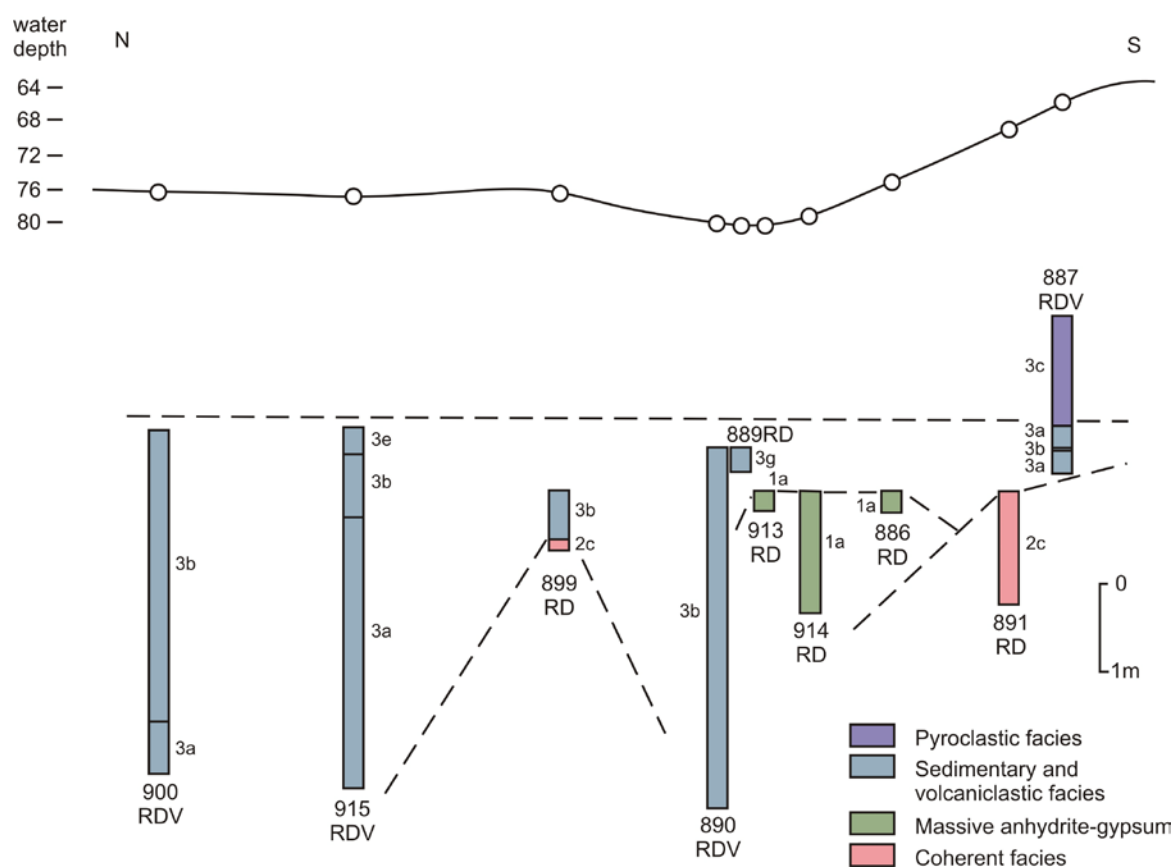 water
depth
N
S
64
68
72
76
80
887
RDV
3c
3a
3b
3a
889RD
3g
1a
3e
3b
3a
3b
3a
3b
2c
3b
1a
1a
2c
913
RD
886
RD
899
RD
914
RD
891
RD
900
RDV
915
RDV
890
RDV
0
1m
Pyroclastic facies
Sedimentary and
volcaniclastic facies
Massive anhydrite-gypsum
Coherent facies